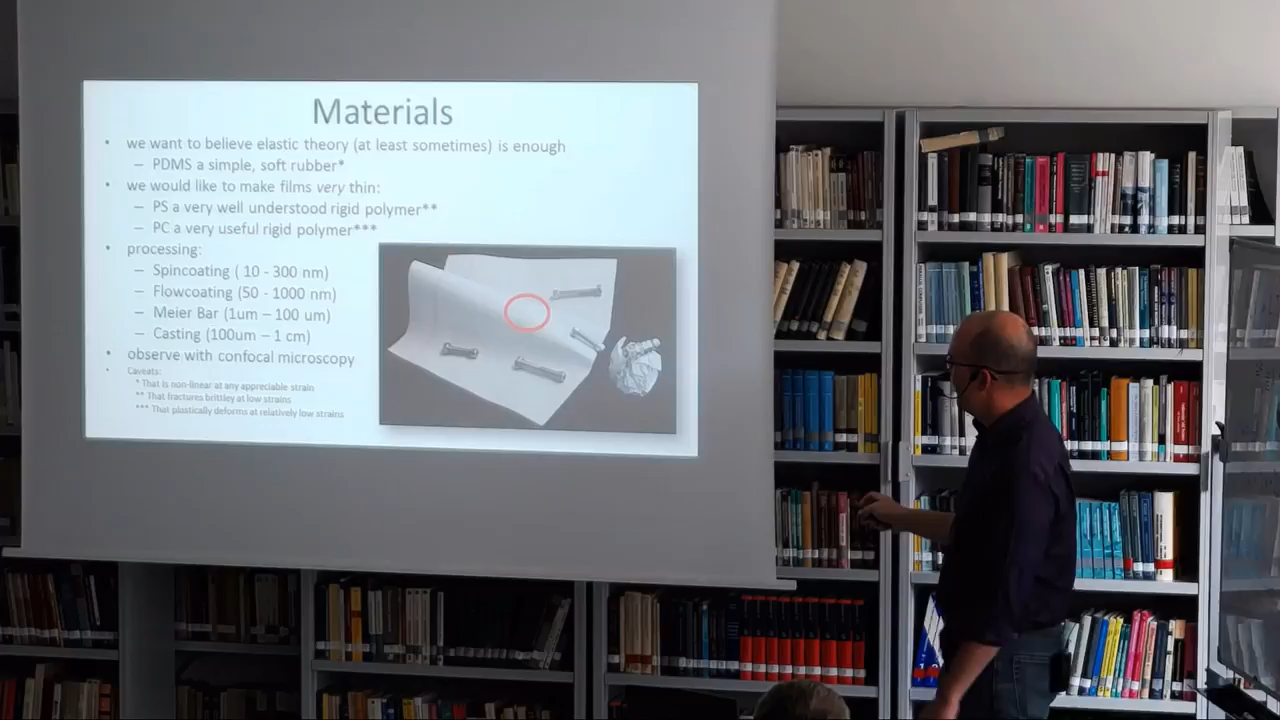 Materials
• we want to believe elastic theory (at least sometimes) is enough
– PDMS a simple, soft rubber*
• we would like to make films very thin:
– PS a very well understood rigid polymer**
– PC a very useful rigid polymer***
• processing:
– Spincoating ( 10 - 300 nm)
– Flowcoating (50 - 1000 nm)
– Meier Bar (1um – 100 um)
– Casting (100um – 1 cm)
• observe with confocal microscopy
• Caveats:
* That is non-linear at any appreciable strain
** That fractures brittley at low strains
*** That plastically deforms at relatively low strains